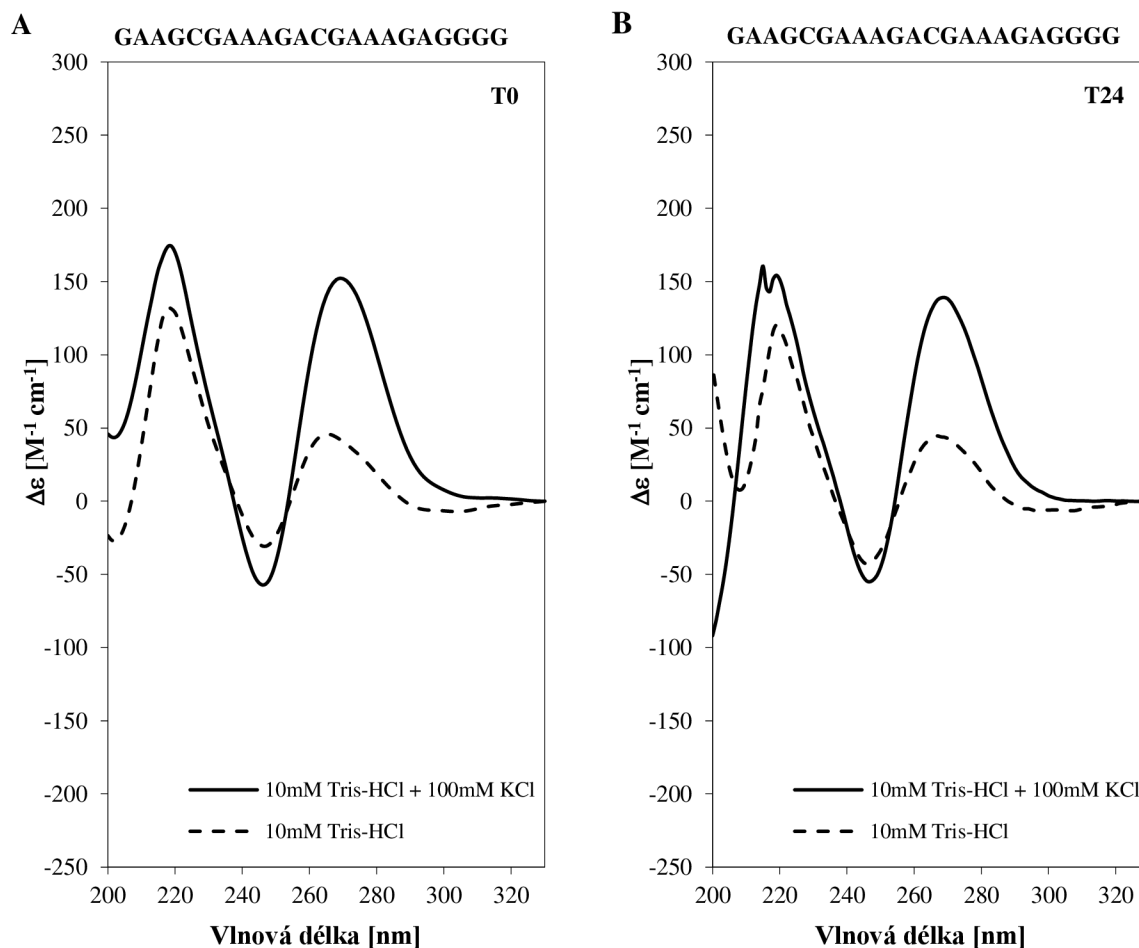 A
GAAGCGAAAGACGAAAGAGGGG
T0
300
250
200
150
100
50
0
-50
-100
-150
-200
-250
Δε [M⁻¹ cm⁻¹]
10mM Tris-HCl + 100mM KCl
10mM Tris-HCl
200 220 240 260 280 300 320
Vlnová délka [nm]
B
GAAGCGAAAGACGAAAGAGGGG
T24
300
250
200
150
100
50
0
-50
-100
-150
-200
-250
Δε [M⁻¹ cm⁻¹]
10mM Tris-HCl + 100mM KCl
10mM Tris-HCl
200 220 240 260 280 300 320
Vlnová délka [nm]